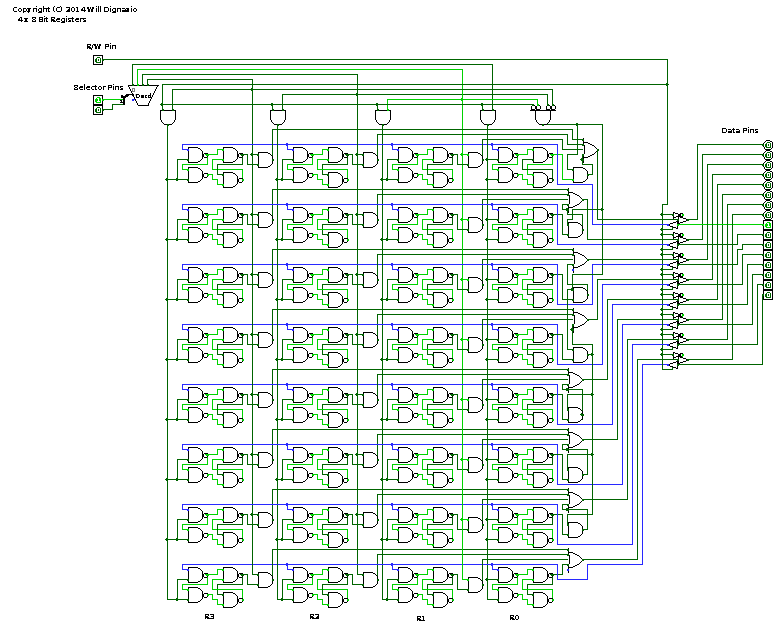 Copyright (C) 2014 Will Dignazio
4x 8 Bit Registers
R/W Pin
Selector Pins
Decd
Data Pins
R3
R2
R1
R0